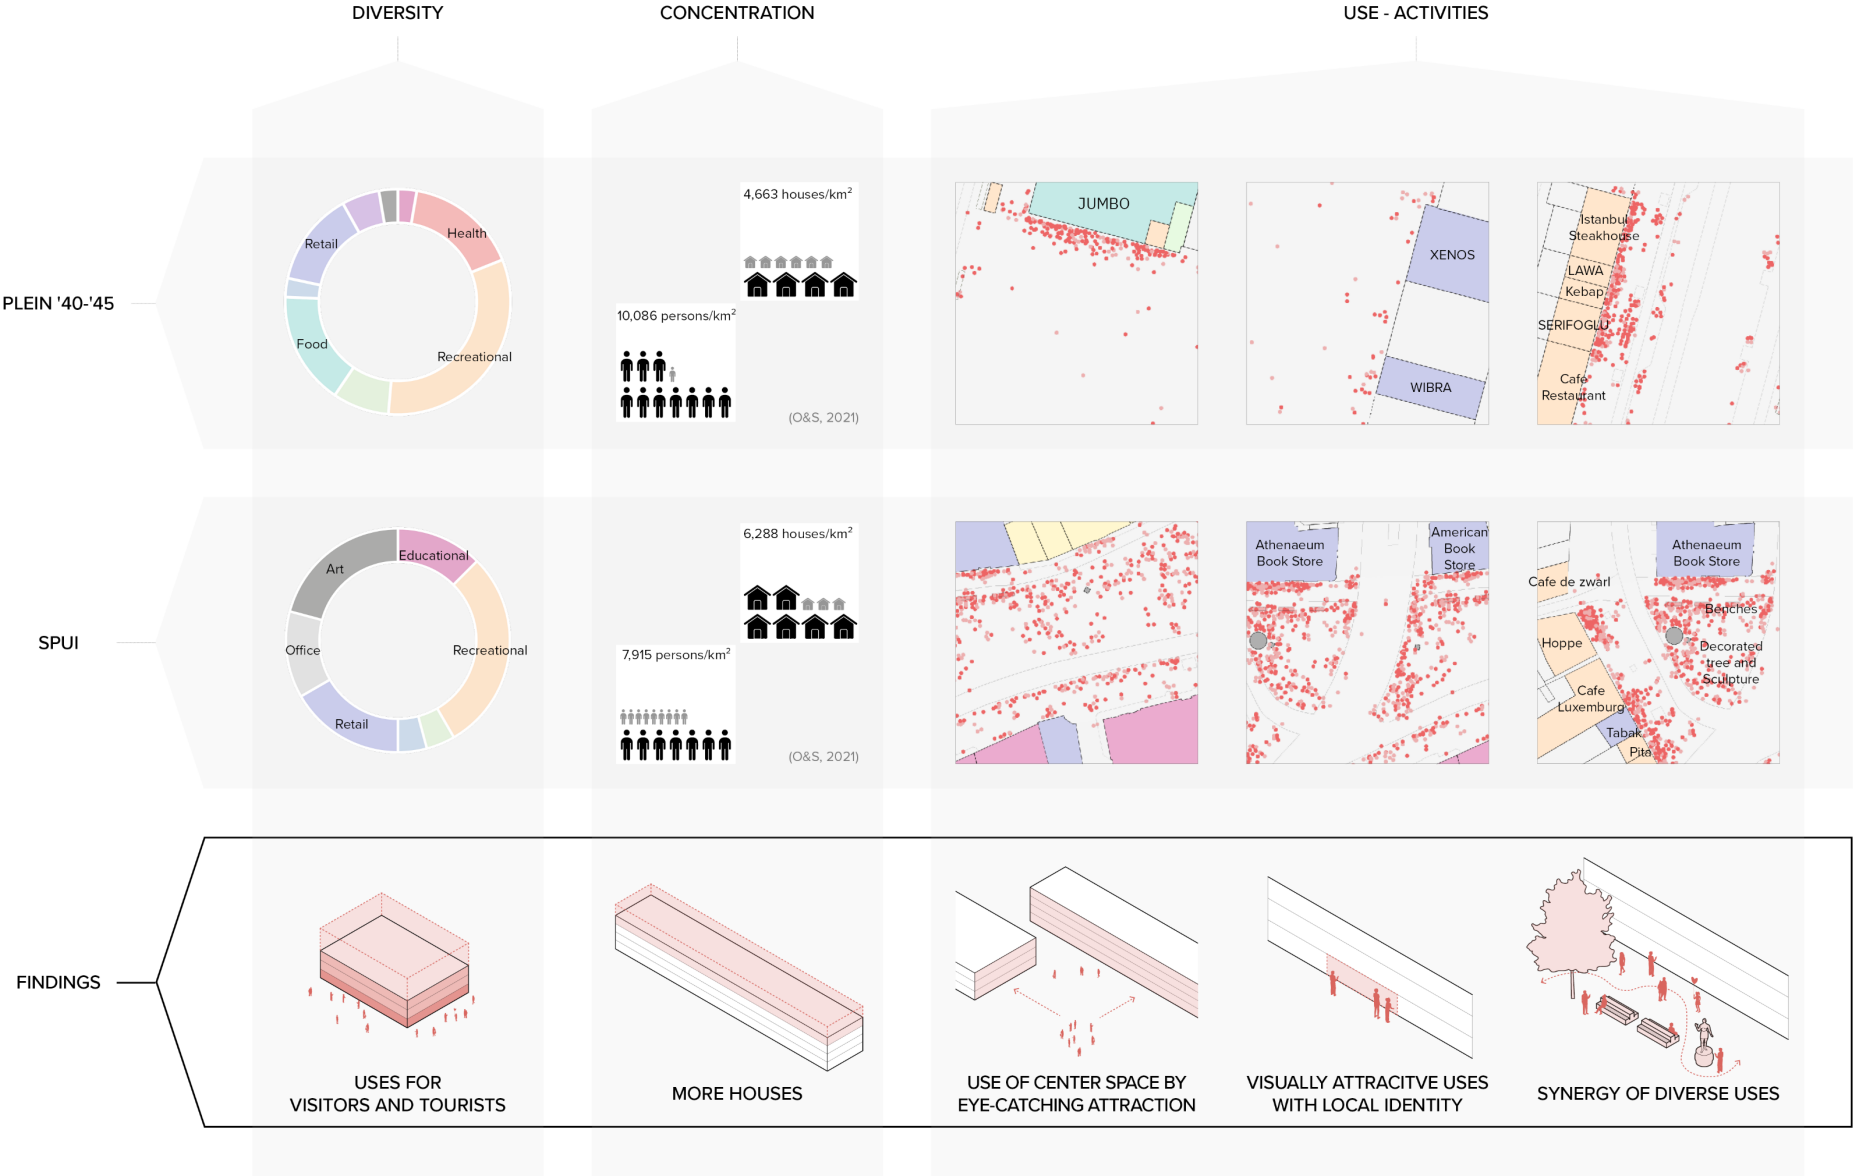 DIVERSITY
CONCENTRATION
USE - ACTIVITIES
PLEIN '40-'45
Health
Retail
Food
Recreational
4,663 houses/km²
10,086 persons/km²
(O&S, 2021)
JUMBO
XENOS
WIBRA
Istanbul
Steakhouse
LAWA
Kebap
SERIFOGLU
Cafe
Restaurant
SPUI
Educational
Art
Office
Recreational
Retail
6,288 houses/km²
7,915 persons/km²
(O&S, 2021)
Athenaeum
Book Store
American
Book
Store
Athenaeum
Book Store
Cafe de zwarl
Benches
Hoppe
Decorated
tree and
Sculpture
Cafe
Luxemburg
Tabak
Pita
FINDINGS
USES FOR
VISITORS AND TOURISTS
MORE HOUSES
USE OF CENTER SPACE BY
EYE-CATCHING ATTRACTION
VISUALLY ATTRACITVE USES
WITH LOCAL IDENTITY
SYNERGY OF DIVERSE USES